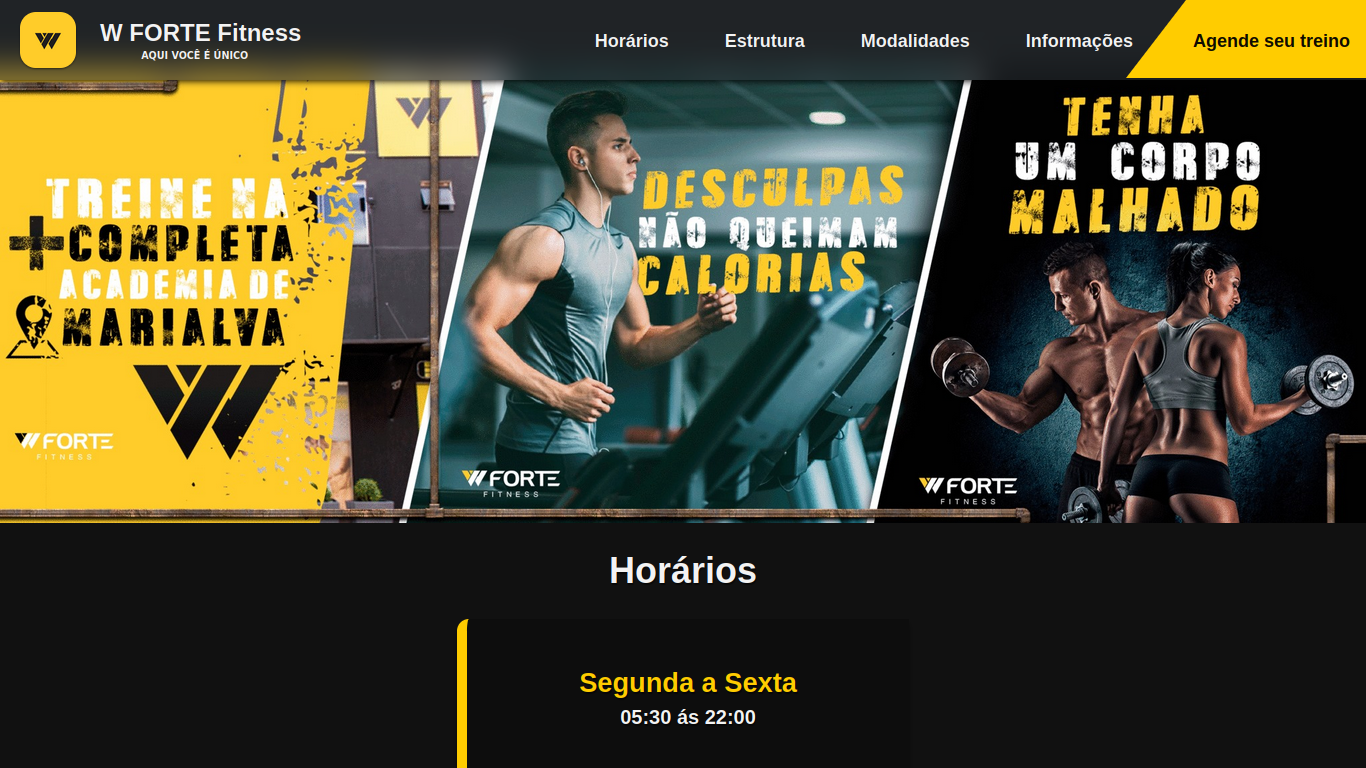 W FORTE Fitness
AQUI VOCÊ É ÚNICO
Horários
Estrutura
Modalidades
Informações
Agende seu treino
TREINE NA
+COMPLETA
ACADEMIA DE
MARIALVA
W FORTE
FITNESS
DESCULPAS
NÃO QUEIMAM
CALORIAS
W FORTE
FITNESS
TENHA
UM CORPO
MALHADO
W FORTE
FITNESS
Horários
Segunda a Sexta
05:30 ás 22:00